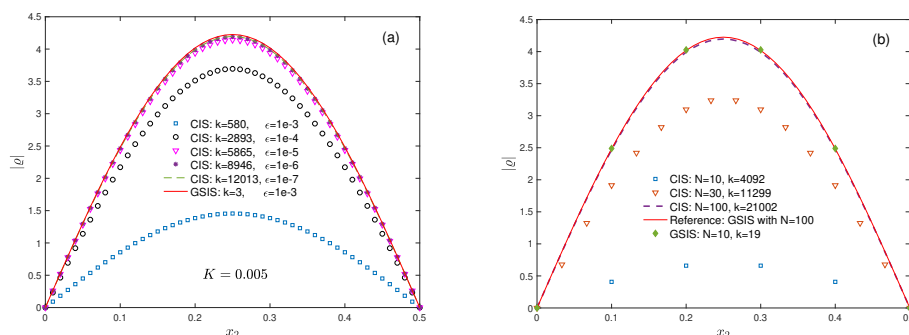 4.5
4
3.5
3
2.5
2
1.5
1
0.5
0
|ϱ|
(a)
CIS: k=580, ϵ=1e-3
CIS: k=2893, ϵ=1e-4
CIS: k=5865, ϵ=1e-5
CIS: k=8946, ϵ=1e-6
CIS: k=12013, ϵ=1e-7
GSIS: k=3, ϵ=1e-3
K = 0.005
0 0.1 0.2 0.3 0.4 0.5
x2
4.5
4
3.5
3
2.5
2
1.5
1
0.5
0
|ϱ|
(b)
CIS: N=10, k=4092
CIS: N=30, k=11299
CIS: N=100, k=21002
Reference: GSIS with N=100
GSIS: N=10, k=19
0 0.1 0.2 0.3 0.4
x2